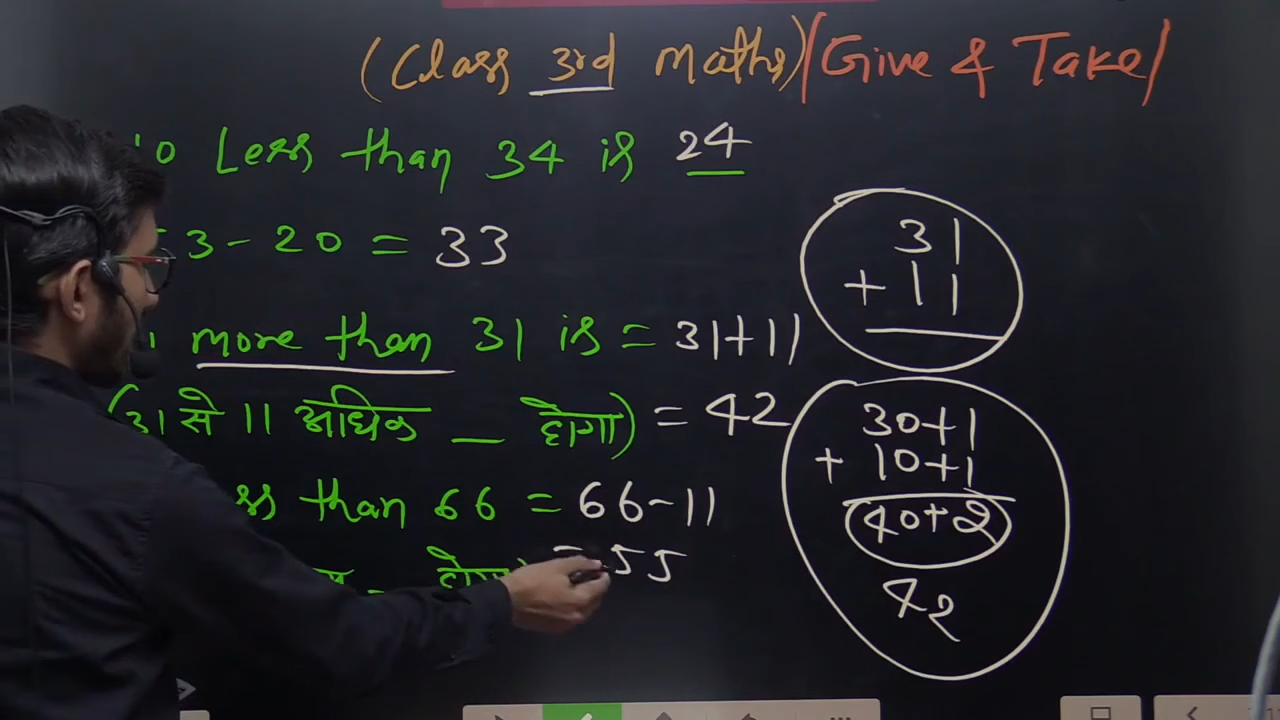 (Class 3rd maths)(Give & Take)
10 Less than 34 is 24
3 - 20 = 33
more than 31 is = 31+11
(31 से 11 अधिक _ होगा) = 42
than 66 = 66-11
55
31
+ 11
30+1
+ 10+1
40+2
42